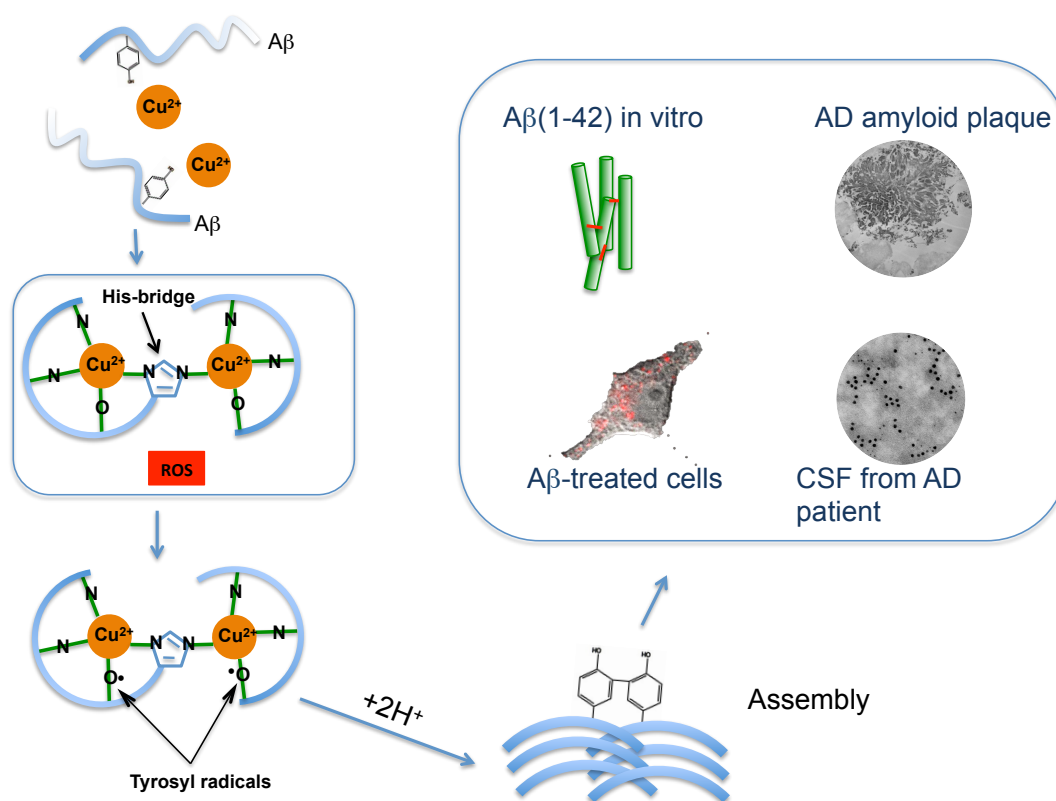 Aβ
Cu²⁺
Cu²⁺
Aβ
His-bridge
N
N
Cu²⁺
N
N
Cu²⁺
N
N
O
O
ROS
N
N
Cu²⁺
N
N
Cu²⁺
N
N
O•
•O
Tyrosyl radicals
+2H⁺
HO
HO
Assembly
Aβ(1-42) in vitro
AD amyloid plaque
Aβ-treated cells
CSF from AD
patient